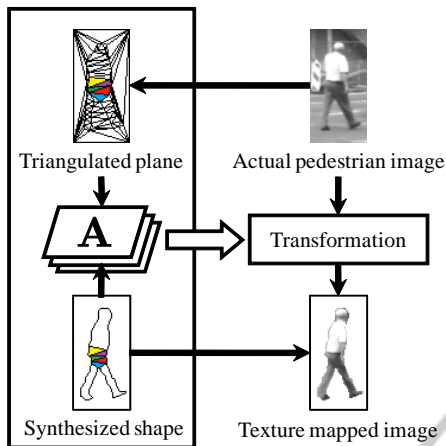 Triangulated plane
Actual pedestrian image
A
Transformation
Synthesized shape
Texture mapped image